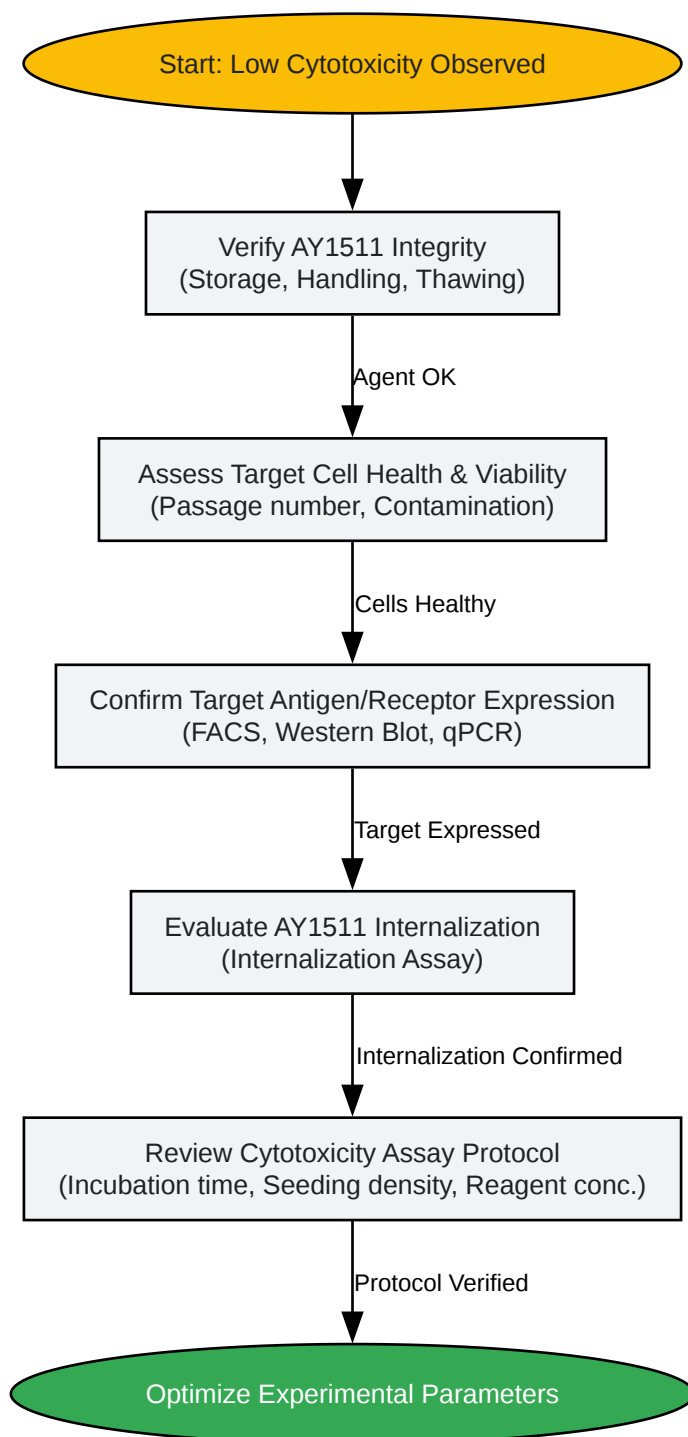 Start: Low Cytotoxicity Observed
Verify AY1511 Integrity
(Storage, Handling, Thawing)
Agent OK
Assess Target Cell Health & Viability
(Passage number, Contamination)
Cells Healthy
Confirm Target Antigen/Receptor Expression
(FACS, Western Blot, qPCR)
Target Expressed
Evaluate AY1511 Internalization
(Internalization Assay)
Internalization Confirmed
Review Cytotoxicity Assay Protocol
(Incubation time, Seeding density, Reagent conc.)
Protocol Verified
Optimize Experimental Parameters